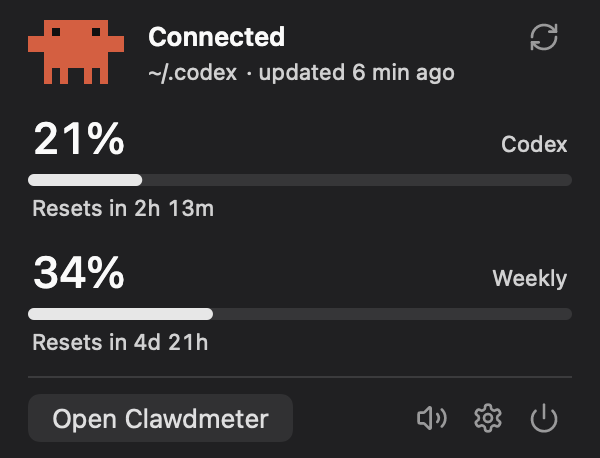 Connected
~/.codex · updated 6 min ago
21%
Codex
Resets in 2h 13m
34%
Weekly
Resets in 4d 21h
Open Clawdmeter